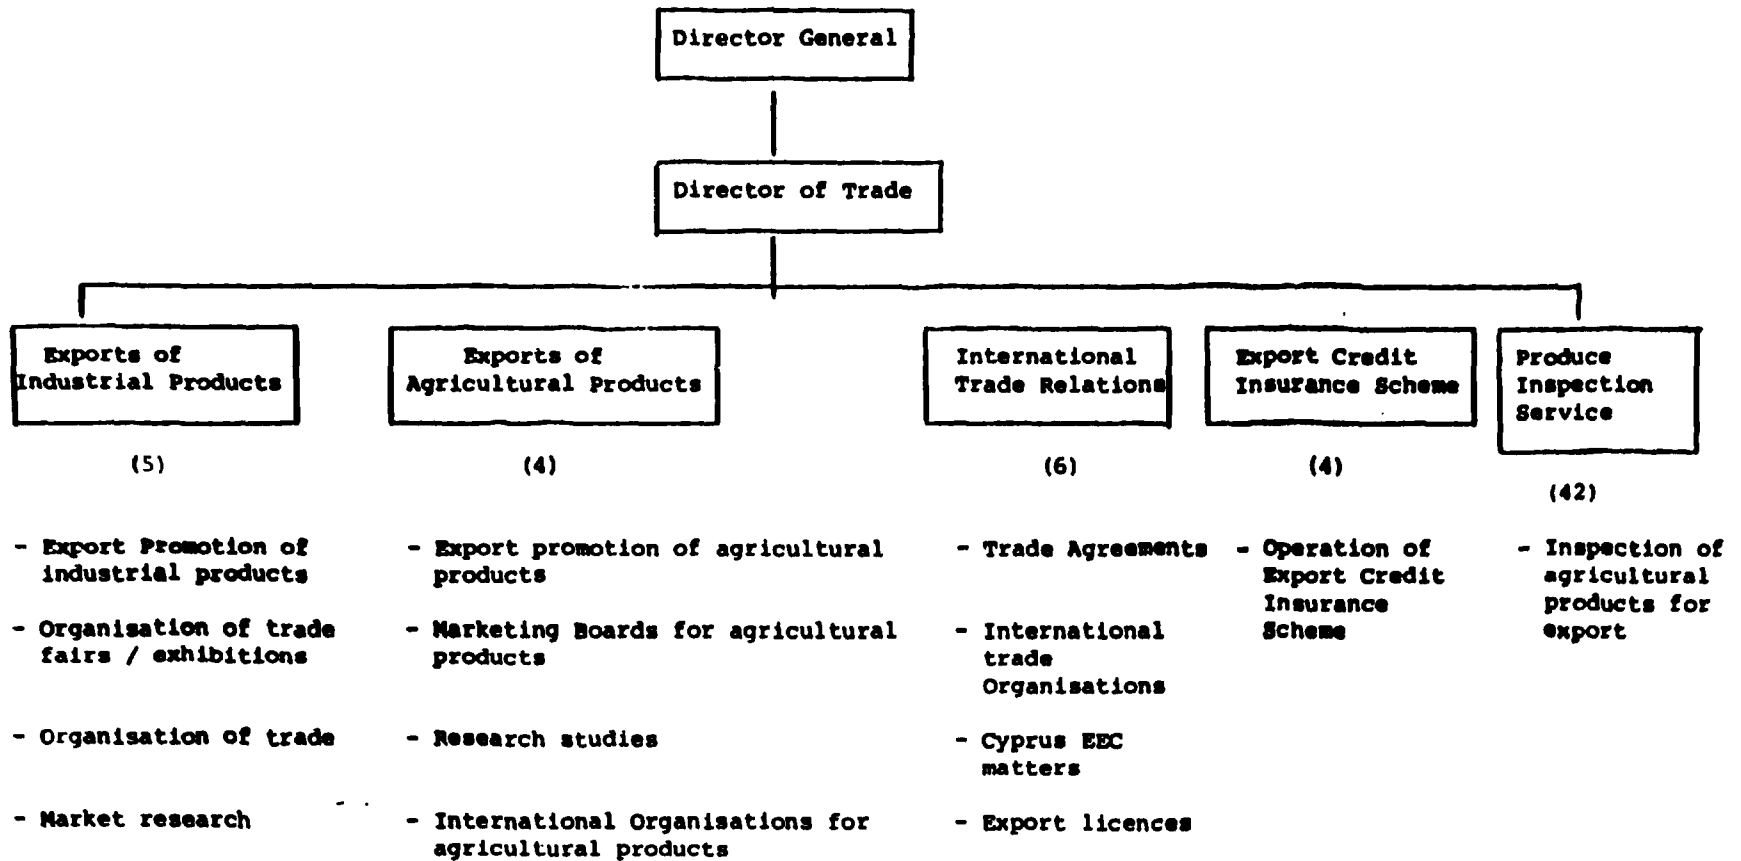 Director General
Director of Trade
Exports of
Industrial Products
(5)
Exports of
Agricultural Products
(4)
International
Trade Relations
(6)
Export Credit
Insurance Scheme
(4)
Produce
Inspection
Service
(42)
- Export Promotion of
industrial products
- Organisation of trade
fairs / exhibitions
- Organisation of trade
- Market research
- Export promotion of agricultural
products
- Marketing Boards for agricultural
products
- Research studies
- International Organisations for
agricultural products
- Trade Agreements
- International
trade
Organisations
- Cyprus EEC
matters
- Export licences
- Operation of
Export Credit
Insurance
Scheme
- Inspection of
agricultural
products for
export